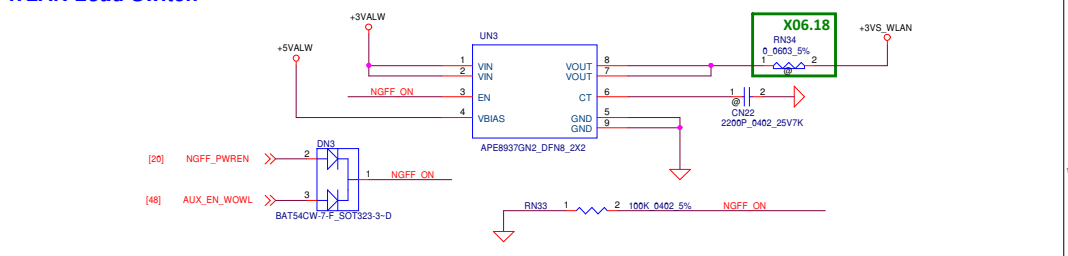 WLAN Load Switch
+3VALW
X06.18
+3VS_WLAN
UN3
RN34
0_0603_5%
+5VALW
1 VIN VOUT 8 1 2
2 VIN VOUT 7 @
NGFF_ON 3 EN CT 6 1 2
@
CN22
4 VBIAS GND 5 2200P_0402_25V7K
GND 9
APE8937GN2_DFN8_2X2
DN3
[20] NGFF_PWREN 2
1 NGFF_ON
[48] AUX_EN_WOWL 3
RN33 1 2 100K_0402_5% NGFF_ON
BAT54CW-7-F_SOT323-3~D